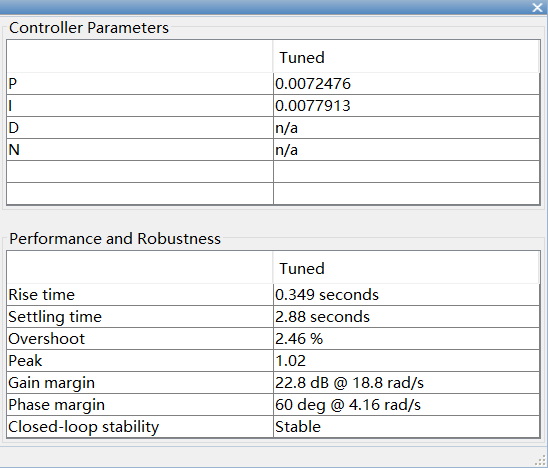 Controller Parameters
Tuned
P 0.0072476
I 0.0077913
D n/a
N n/a
Performance and Robustness
Tuned
Rise time 0.349 seconds
Settling time 2.88 seconds
Overshoot 2.46 %
Peak 1.02
Gain margin 22.8 dB @ 18.8 rad/s
Phase margin 60 deg @ 4.16 rad/s
Closed-loop stability Stable